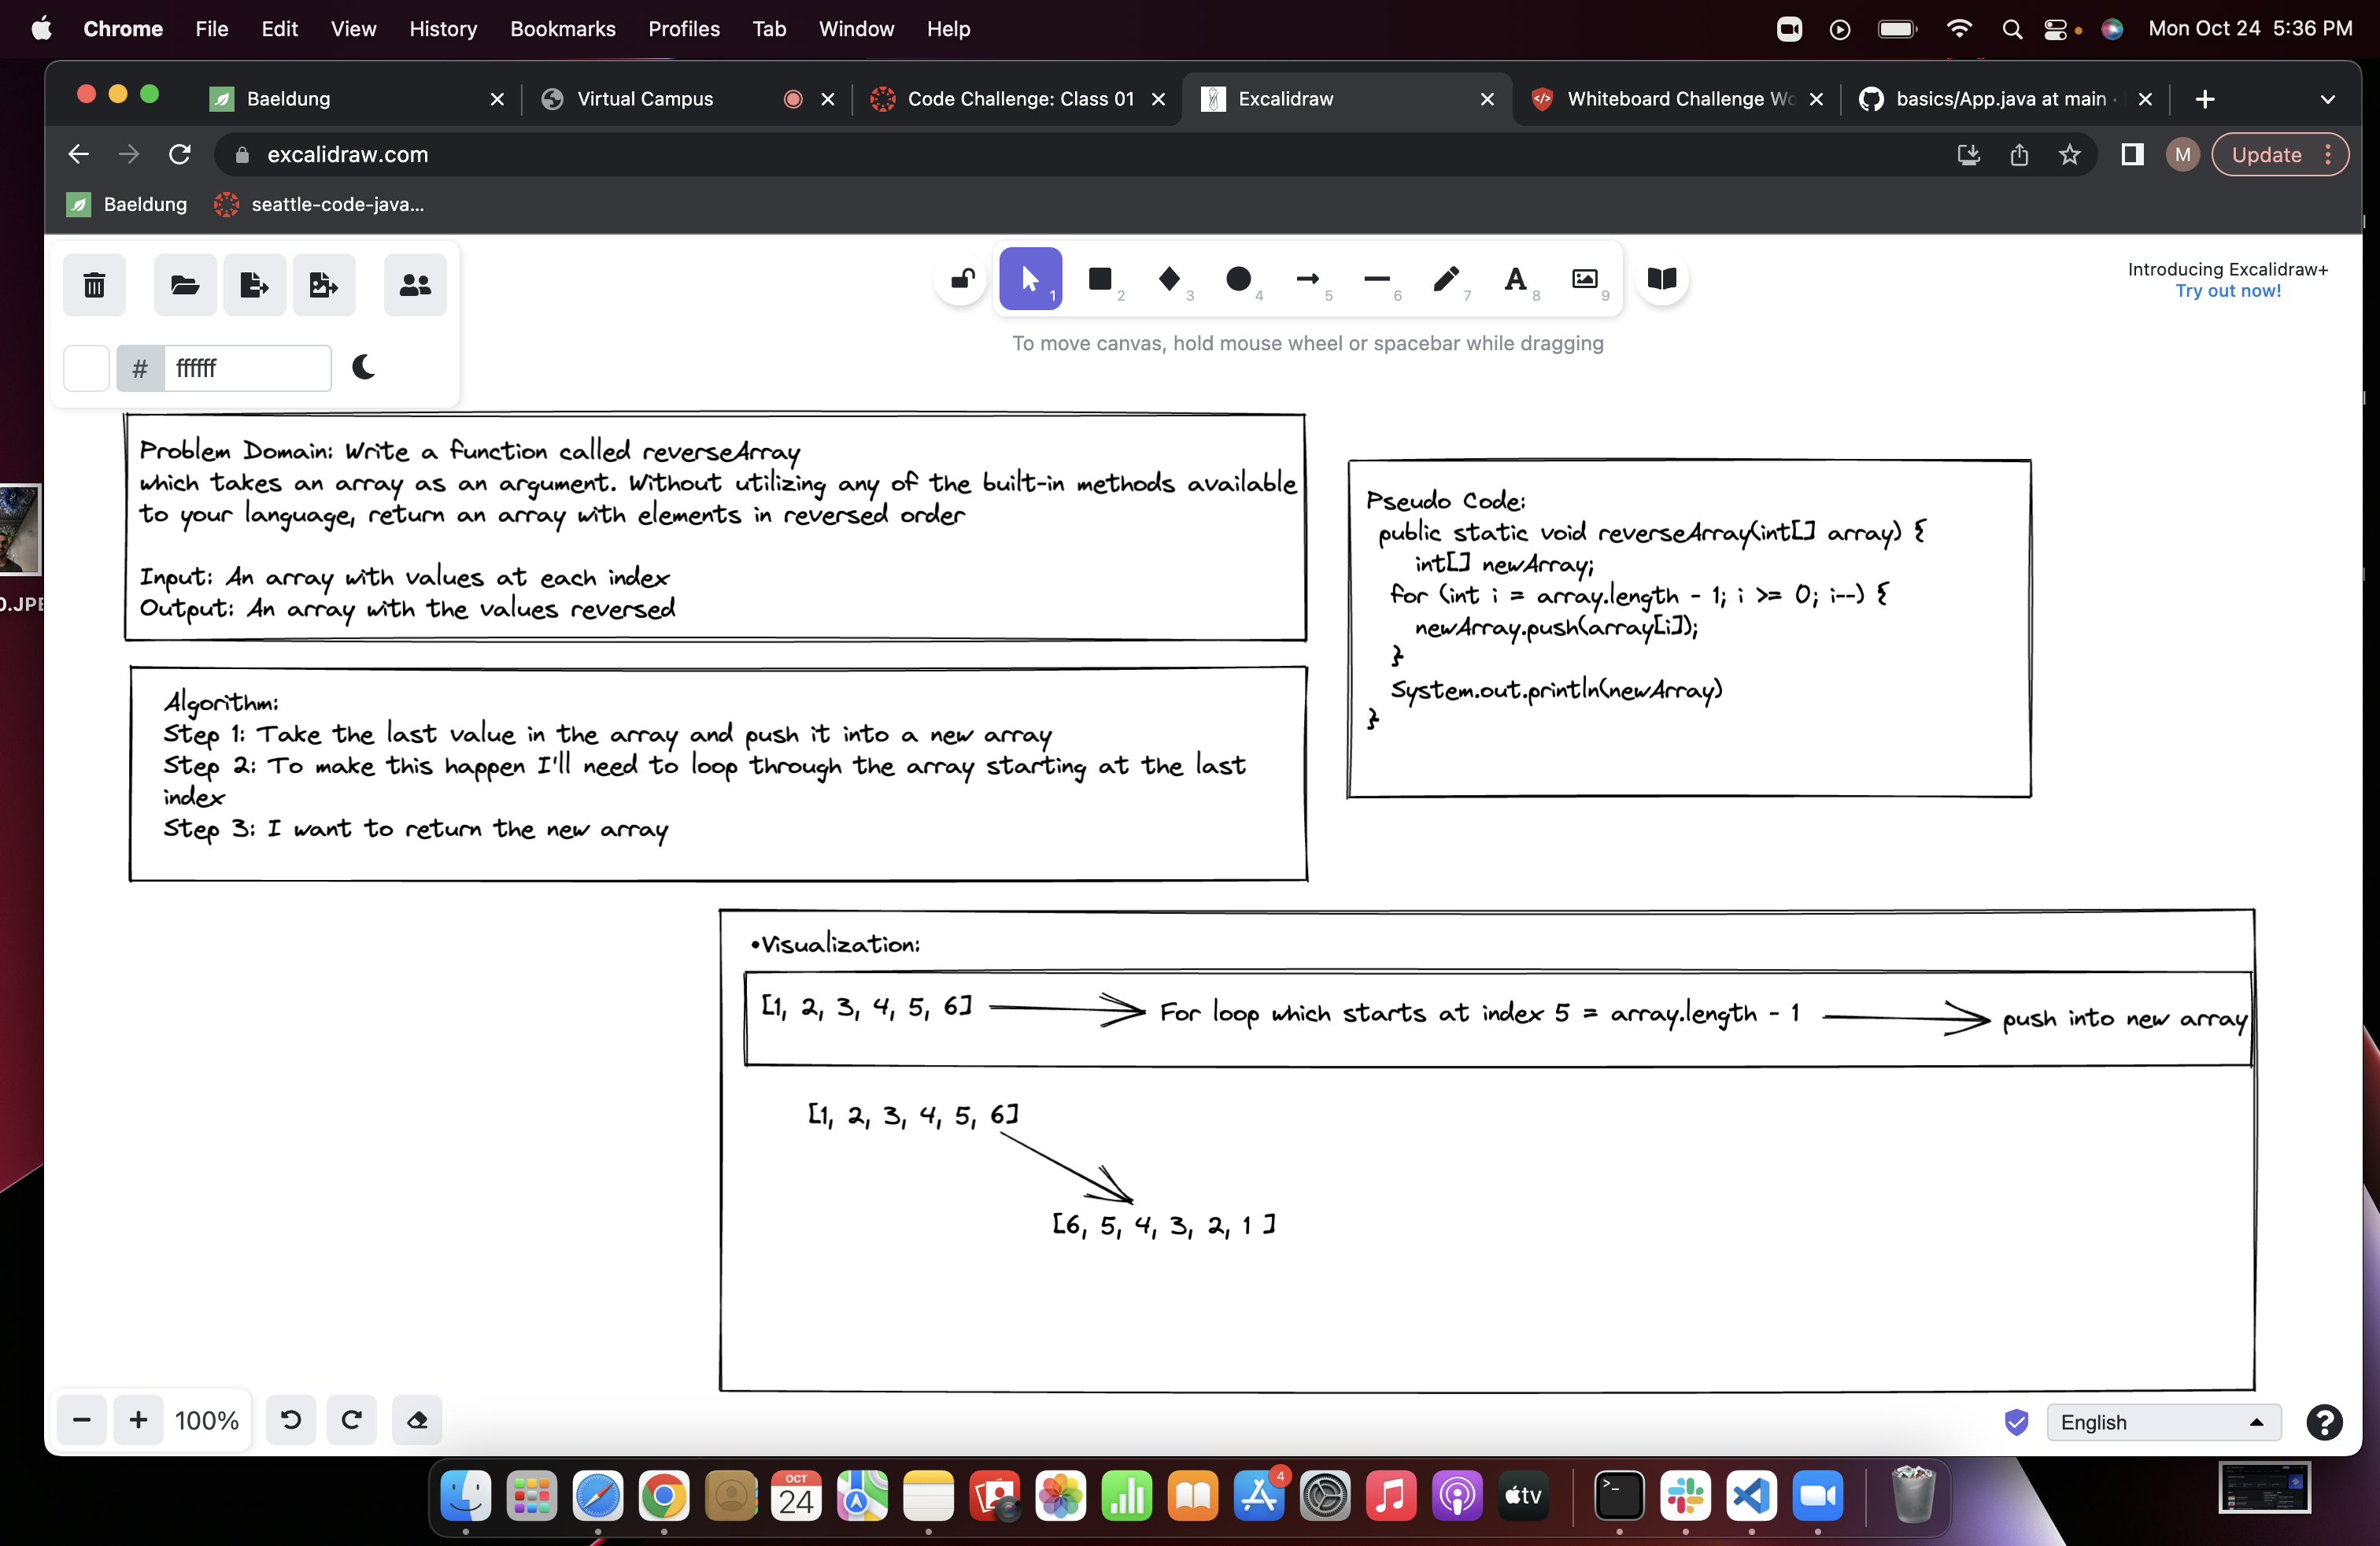 Chrome File Edit View History Bookmarks Profiles Tab Window Help Mon Oct 24 5:36 PM
Baeldung Virtual Campus Code Challenge: Class 01 Excalidraw Whiteboard Challenge Wo basics/App.java at main ·
excalidraw.com M Update
Baeldung seattle-code-java...
1 2 3 4 5 6 7 8 9
A
Introducing Excalidraw+
Try out now!
To move canvas, hold mouse wheel or spacebar while dragging
# ffffff
Problem Domain: Write a function called reverseArray
which takes an array as an argument. Without utilizing any of the built-in methods available
to your language, return an array with elements in reversed order
Input: An array with values at each index
Output: An array with the values reversed
0.JPE
Pseudo Code:
public static void reverseArray(int[] array) {
int[] newArray;
for (int i = array.length - 1; i >= 0; i--) {
newArray.push(array[i]);
}
System.out.println(newArray)
}
Algorithm:
Step 1: Take the last value in the array and push it into a new array
Step 2: To make this happen I'll need to loop through the array starting at the last
index
Step 3: I want to return the new array
•Visualization:
[1, 2, 3, 4, 5, 6] For loop which starts at index 5 = array.length - 1 push into new array
[1, 2, 3, 4, 5, 6]
[6, 5, 4, 3, 2, 1 ]
100% English ?
OCT
24
4
tv